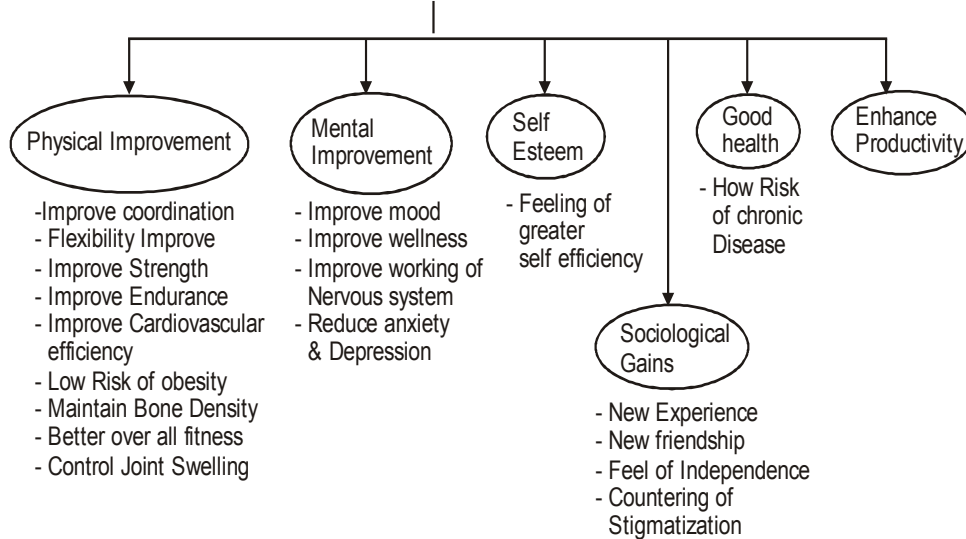 Physical Improvement
-Improve coordination
- Flexibility Improve
- Improve Strength
- Improve Endurance
- Improve Cardiovascular
efficiency
- Low Risk of obesity
- Maintain Bone Density
- Better over all fitness
- Control Joint Swelling
Mental
Improvement
- Improve mood
- Improve wellness
- Improve working of
Nervous system
- Reduce anxiety
& Depression
Self
Esteem
- Feeling of
greater
self efficiency
Sociological
Gains
- New Experience
- New friendship
- Feel of Independence
- Countering of
Stigmatization
Good
health
- How Risk
of chronic
Disease
Enhance
Productivity